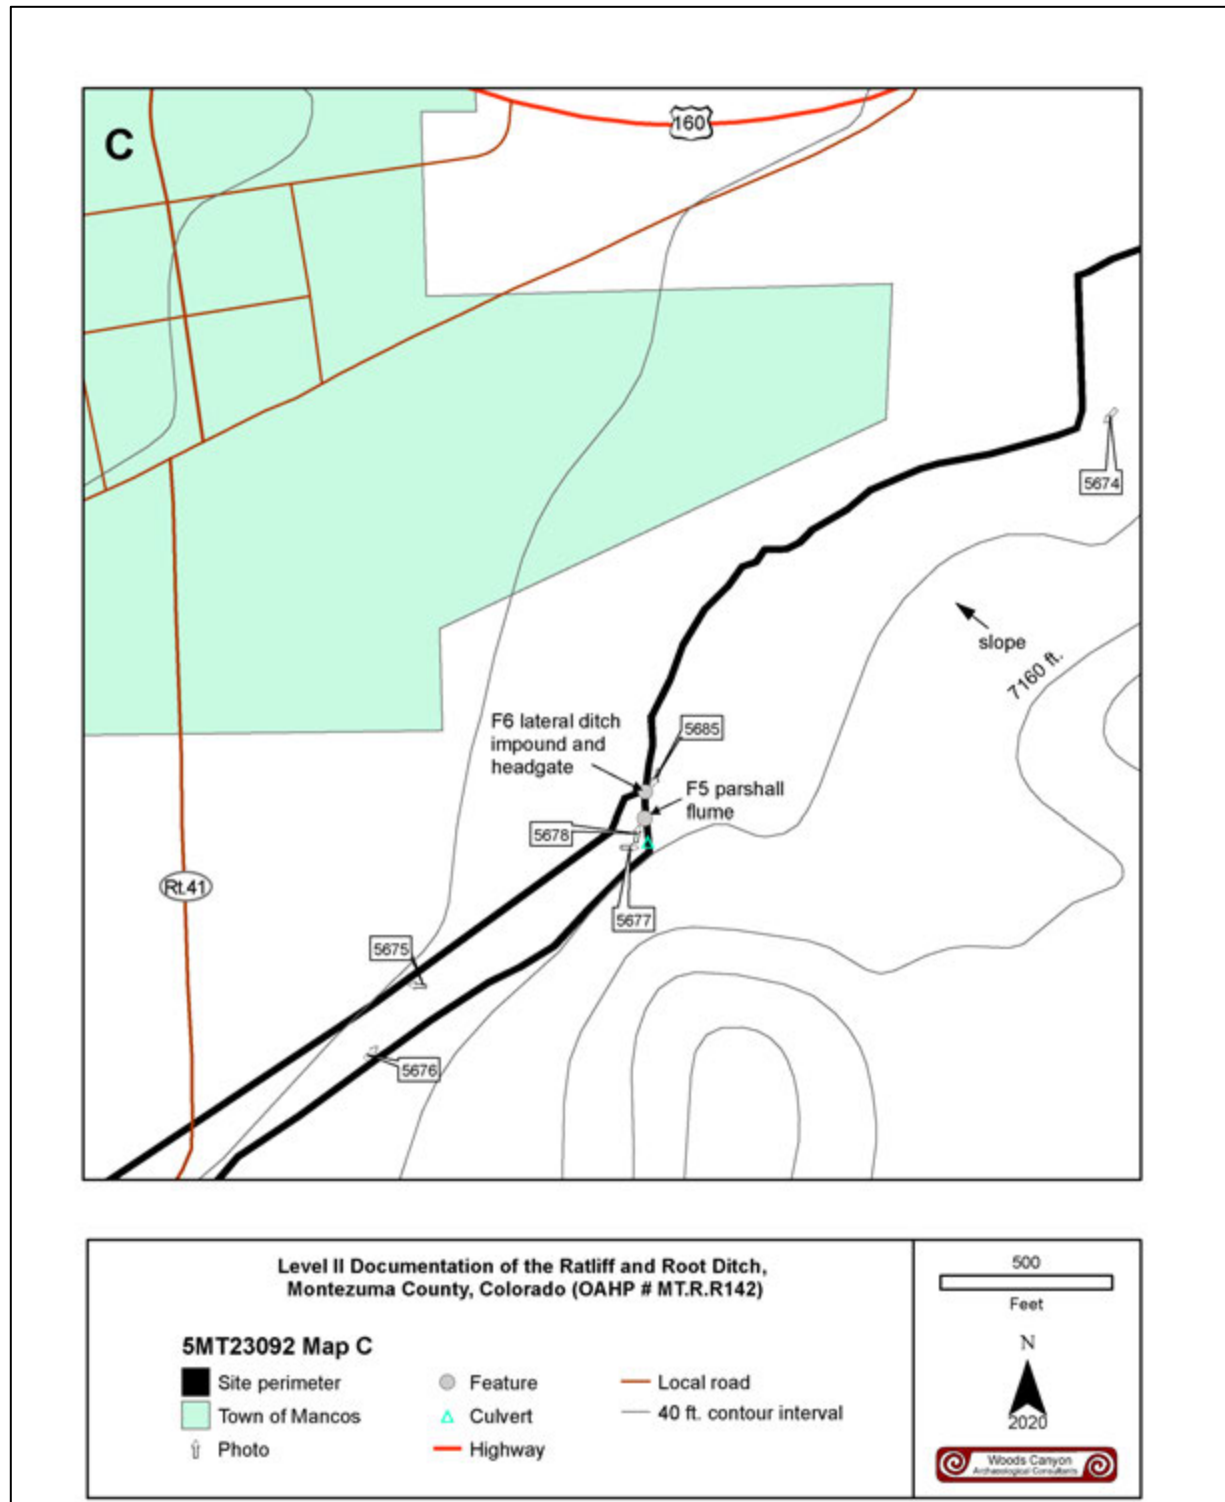 C
160
5674
slope
7160 ft.
F6 lateral ditch
impound and
headgate
5685
F5 parshall
flume
5678
5677
Rt.41
5675
5676
Level II Documentation of the Ratliff and Root Ditch,
Montezuma County, Colorado (OAHP # MT.R.R142)
5MT23092 Map C
Site perimeter
Town of Mancos
Photo
Feature
Culvert
Highway
Local road
40 ft. contour interval
500
Feet
N
2020
Woods Canyon
Archaeological Consultants